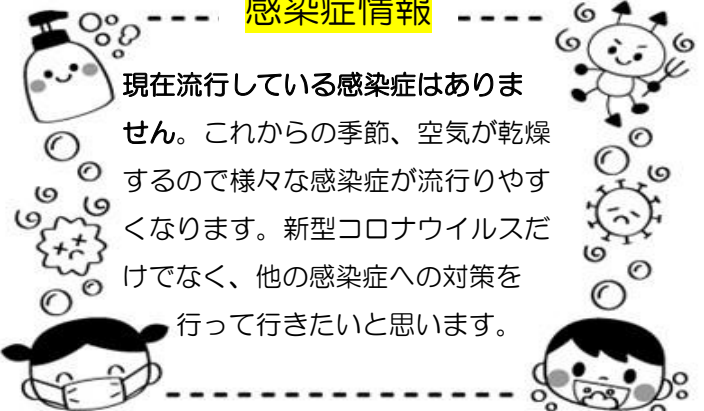 感染症情報
現在流行している感染症はありま
せん。これからの季節、空気が乾燥
するので様々な感染症が流行りやす
くなります。新型コロナウイルスだ
けでなく、他の感染症への対策を
行って行きたいと思います。